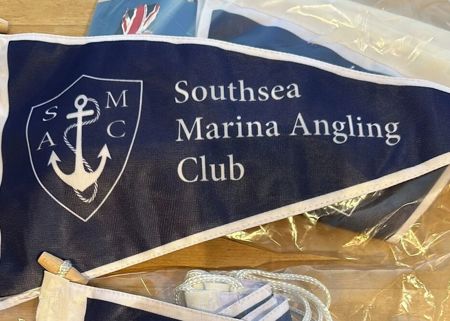 S M
A C
Southsea
Marina Angling
Club